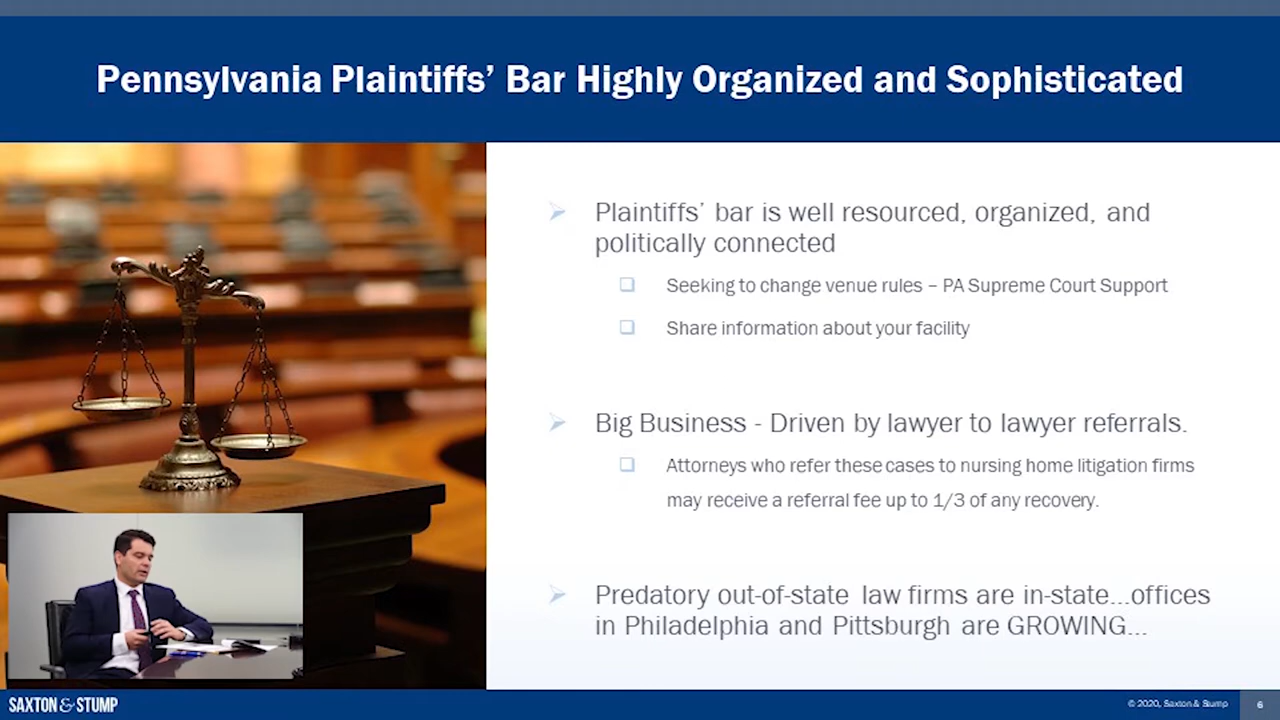 Pennsylvania Plaintiffs’ Bar Highly Organized and Sophisticated
Plaintiffs’ bar is well resourced, organized, and
politically connected
Seeking to change venue rules – PA Supreme Court Support
Share information about your facility
Big Business - Driven by lawyer to lawyer referrals.
Attorneys who refer these cases to nursing home litigation firms
may receive a referral fee up to 1/3 of any recovery.
Predatory out-of-state law firms are in-state...offices
in Philadelphia and Pittsburgh are GROWING...
SAXTON & STUMP
© 2020, Saxton & Stump
6